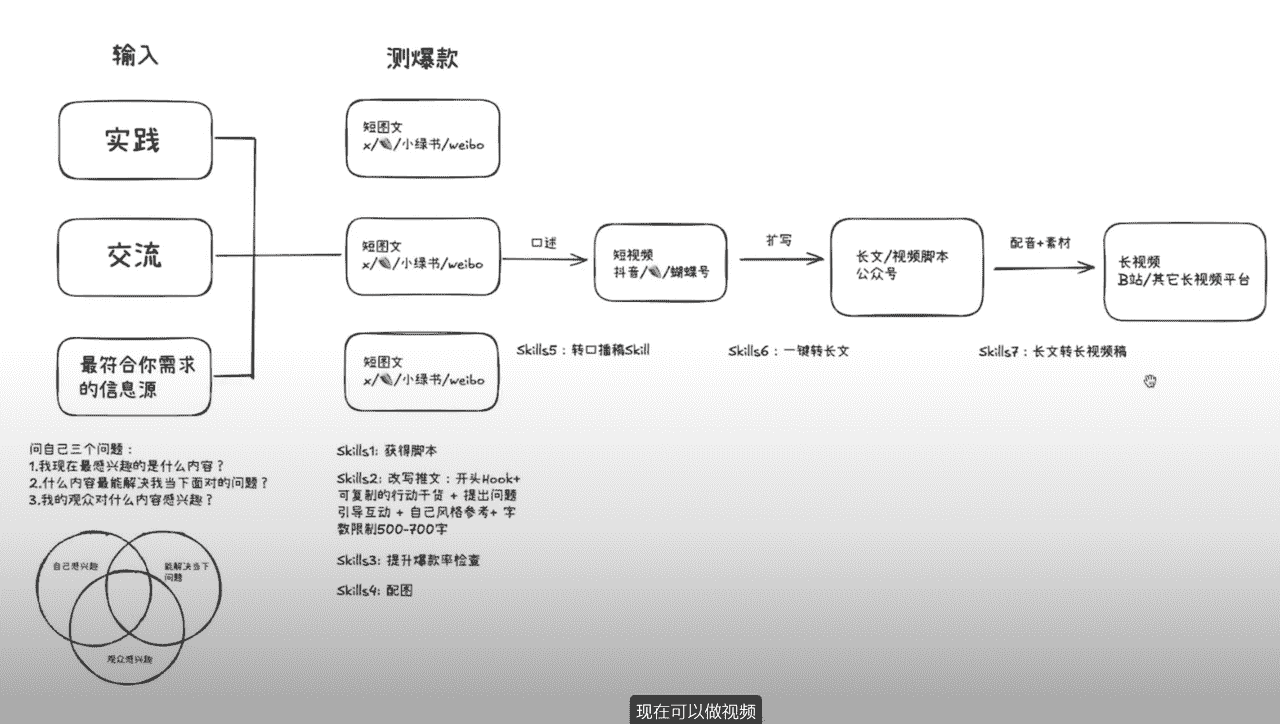 输入
测爆款
实践
交流
最符合你需求
的信息源
短图文
x/🍠/小绿书/weibo
短图文
x/🍠/小绿书/weibo
短图文
x/🍠/小绿书/weibo
口述
短视频
抖音/🍠/蝴蝶号
扩写
长文/视频脚本
公众号
配音+素材
长视频
B站/其它长视频平台
Skills5：转口播稿Skill
Skills6：一键转长文
Skills7：长文转长视频稿
问自己三个问题：
1.我现在最感兴趣的是什么内容？
2.什么内容最能解决我当下面对的问题？
3.我的观众对什么内容感兴趣？
自己感兴趣
能解决当下
问题
观众感兴趣
Skills1: 获得脚本
Skills2: 改写推文：开头Hook+
可复制的行动干货 + 提出问题
引导互动 + 自己风格参考+ 字
数限制500-700字
Skills3: 提升爆款率检查
Skills4: 配图
现在可以做视频